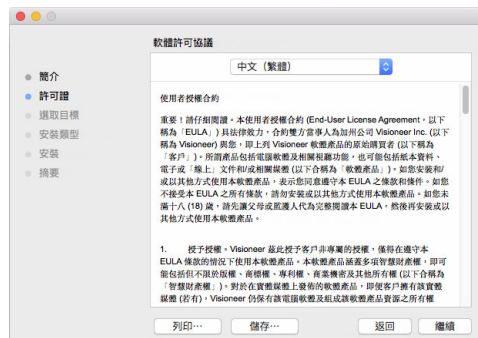 軟體許可協議
中文（繁體）
簡介
許可證
選取目標
安裝類型
安裝
摘要
使用者授權合約
重要！請仔細閱讀。本使用者授權合約 (End-User License Agreement，以下
稱為「EULA」) 具法律效力，合約雙方當事人為加州公司 Visioneer Inc. (以下
稱為 Visioneer) 與您，即上列 Visioneer 軟體產品的原始購買者 (以下稱為
「客戶」)。所謂產品包括電腦軟體及相關視聽功能，也可能包括紙本資料、
電子或「線上」文件和/或相關媒體 (以下合稱為「軟體產品」)。如您安裝和/
或以其他方式使用本軟體產品，表示您同意遵守本 EULA 之條款和條件。如您
不接受本 EULA 之所有條款，請勿安裝或以其他方式使用本軟體產品。如您未
滿十八 (18) 歲，請先讓父母或監護人代為完整閱讀本 EULA，然後再安裝或以
其他方式使用本軟體產品。
1. 授予授權。Visioneer 茲此授予客戶非專屬的授權，僅得在遵守本
EULA 條款的情況下使用本軟體產品。本軟體產品涵蓋多項智慧財產權，即可
能包括但不限於版權、商標權、專利權、商業機密及其他所有權 (以下合稱為
「智慧財產權」)。對於在實體媒體上發佈的軟體產品，即便客戶擁有該實體
媒體 (若有)，Visioneer 仍保有該電腦軟體及組成該軟體產品資源之所有權
列印⋯
儲存⋯
返回
繼續